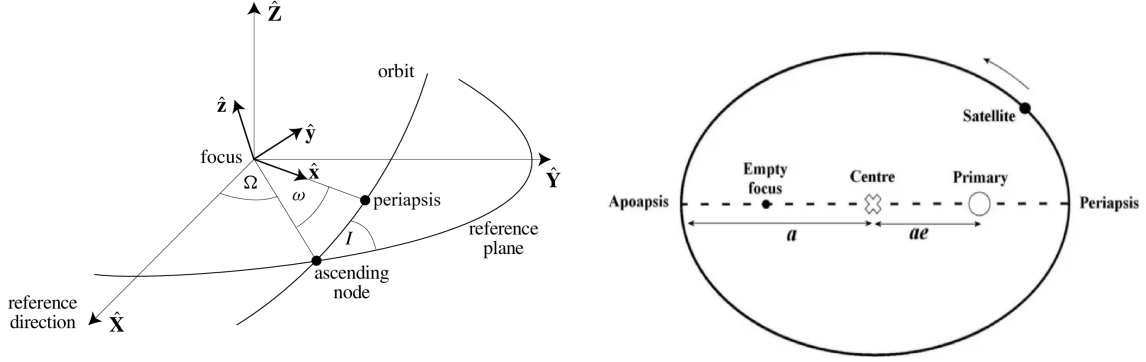 Ẑ
orbit
ẑ
ŷ
focus
x̂
Ŷ
Ω
ω
periapsis
I
reference
plane
ascending
node
reference
direction
X̂
Satellite
Empty
focus
Centre
Primary
Apoapsis
Periapsis
a
ae